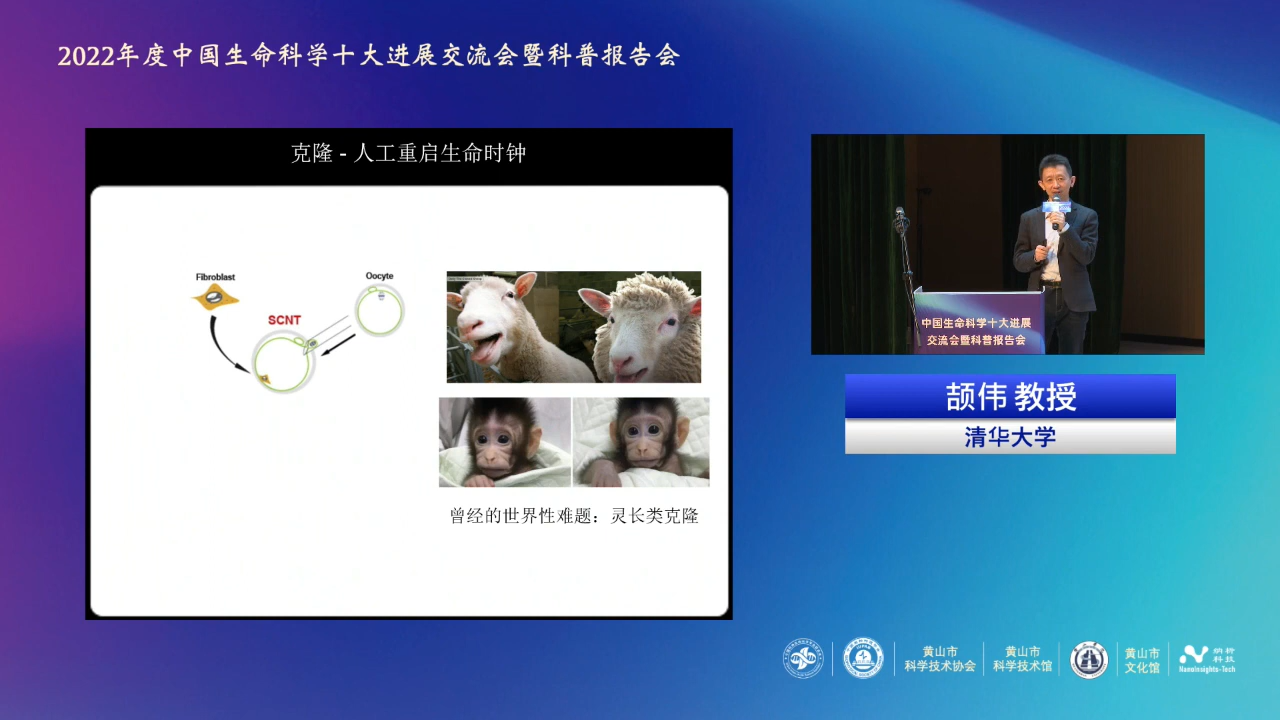 2022年度中国生命科学十大进展交流会暨科普报告会
克隆 - 人工重启生命时钟
Fibroblast
Oocyte
SCNT
曾经的世界性难题：灵长类克隆
中国生命科学十大进展
交流会暨科普报告会
颉伟 教授
清华大学
黄山市
科学技术协会
黄山市
科学技术馆
黄山市
文化馆
纳析
科技
NanoInsights-Tech